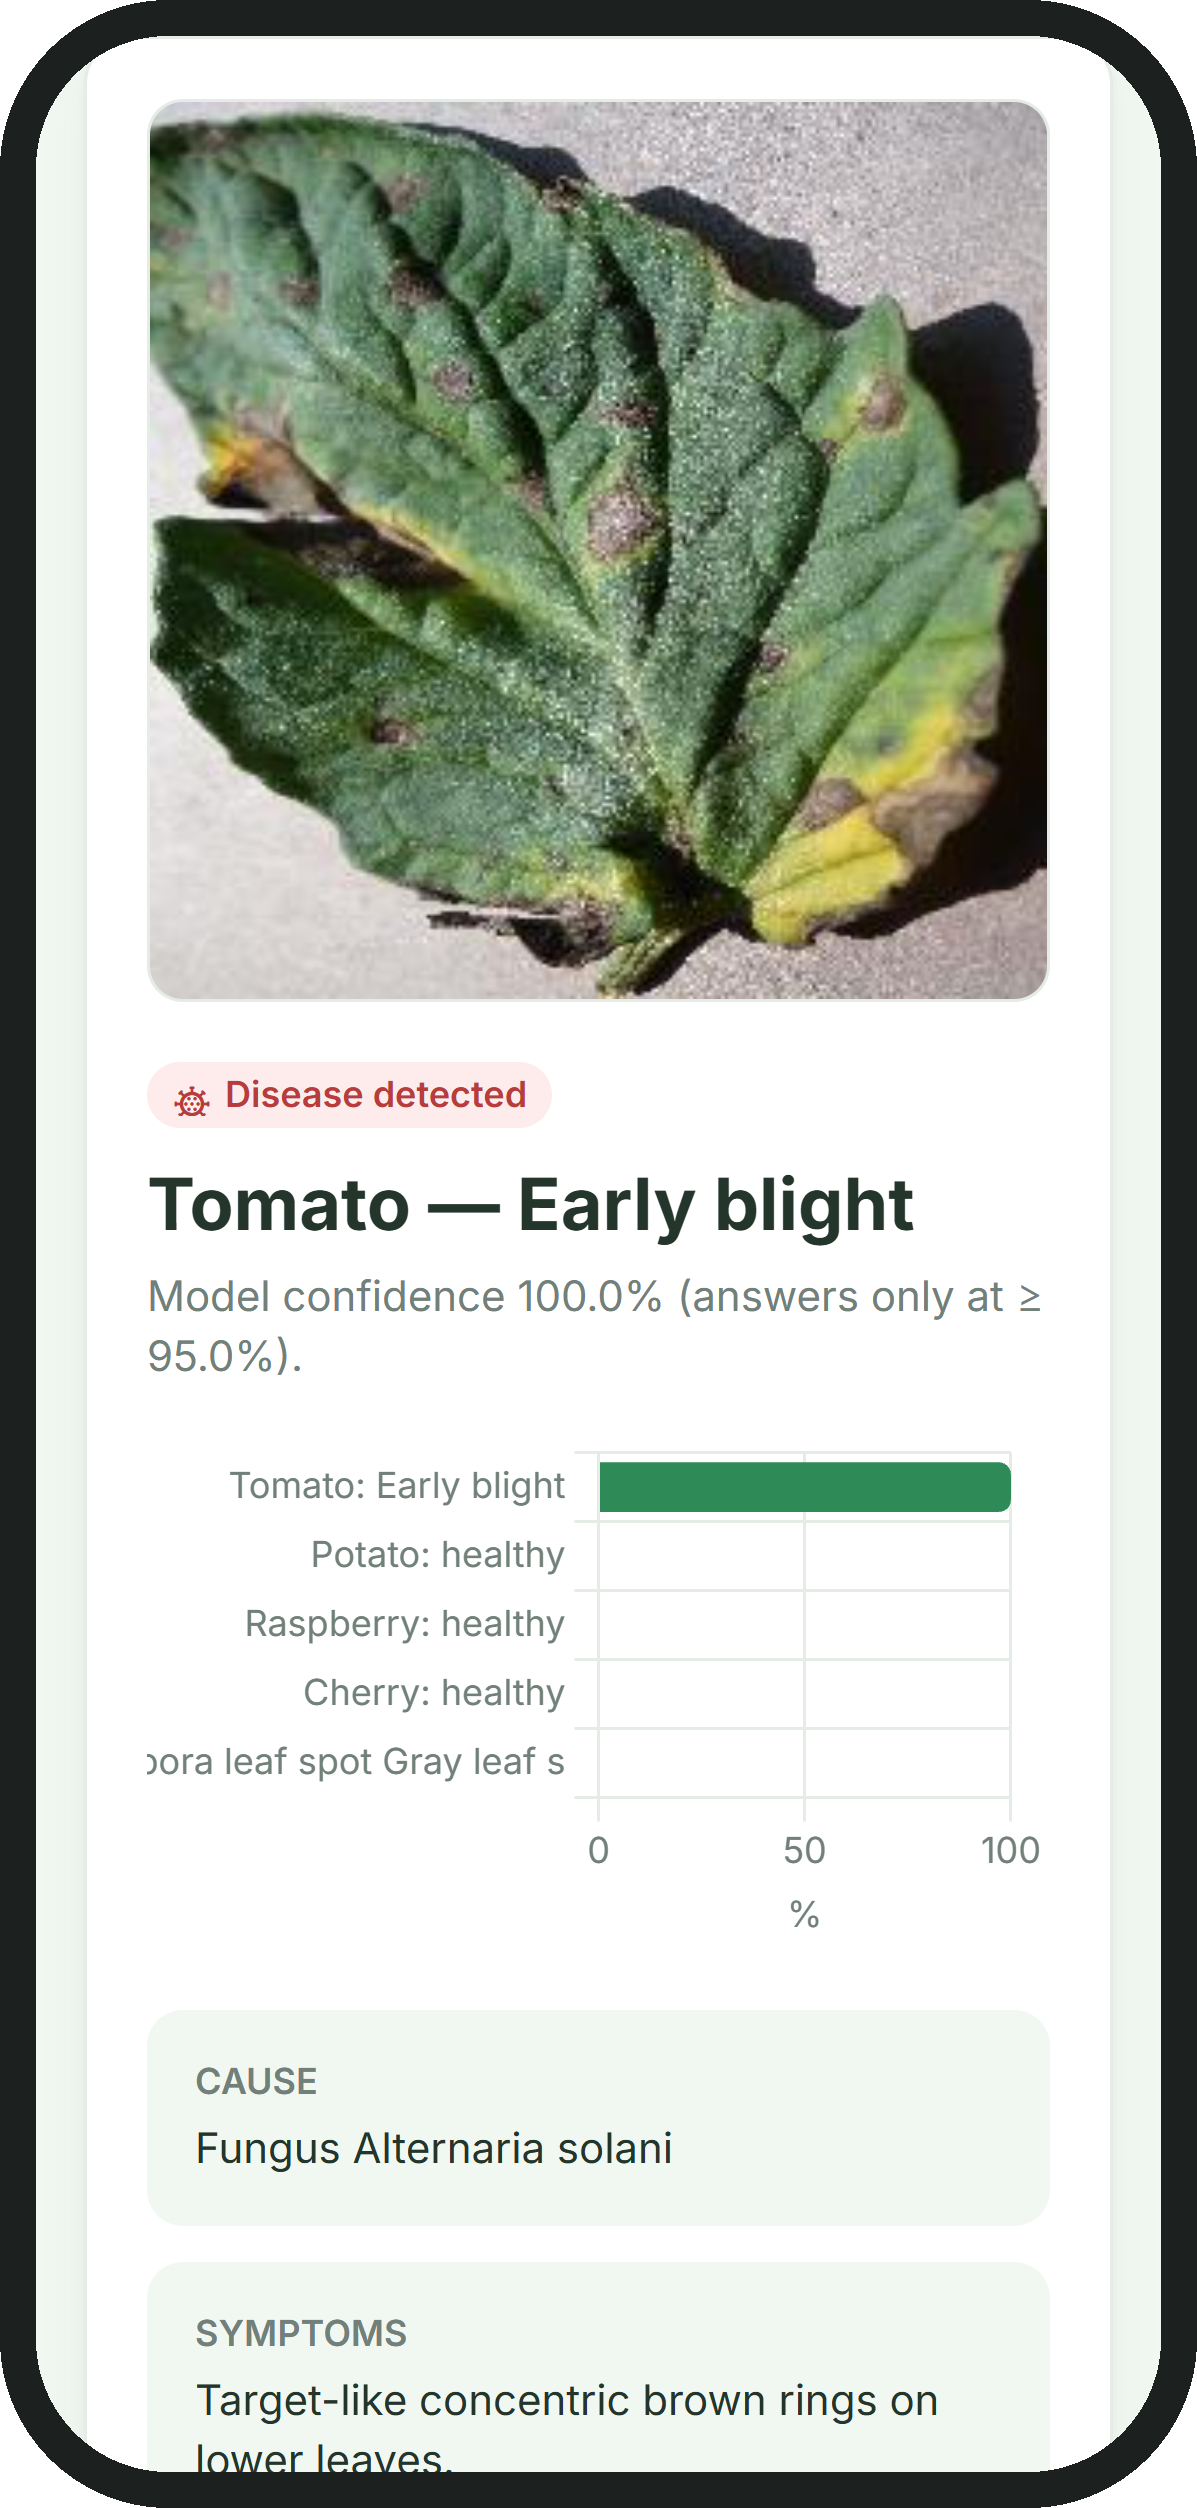 Disease detected
Tomato — Early blight
Model confidence 100.0% (answers only at ≥
95.0%).
Tomato: Early blight
Potato: healthy
Raspberry: healthy
Cherry: healthy
ora leaf spot Gray leaf s
0 50 100
%
CAUSE
Fungus Alternaria solani
SYMPTOMS
Target-like concentric brown rings on
lower leaves.